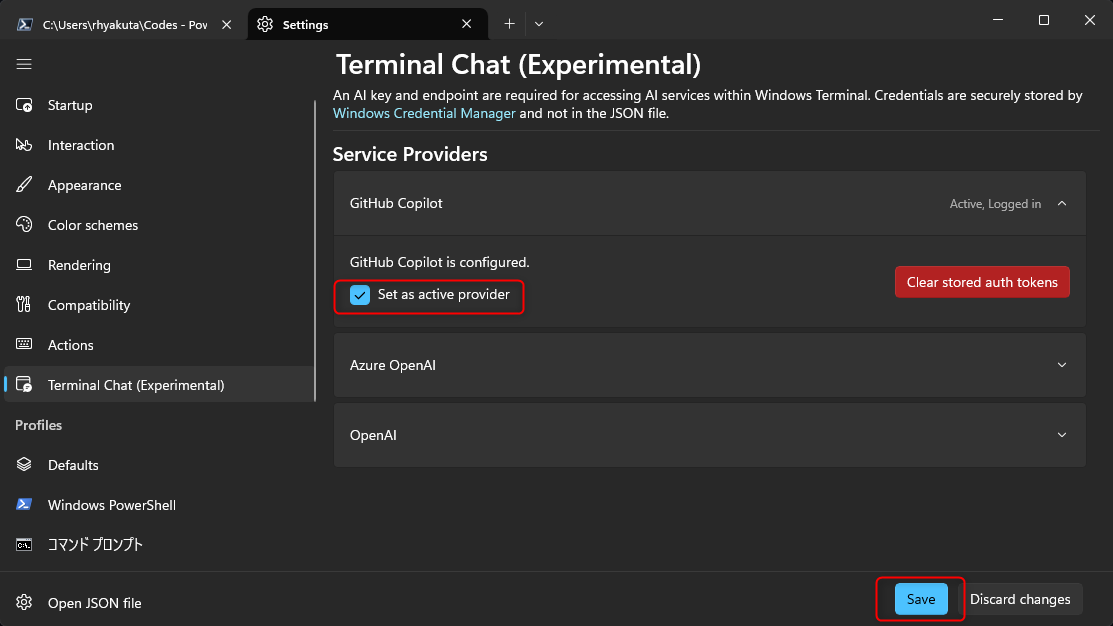 C:\Users\rhyakuta\Codes - Pow
Settings
Startup
Interaction
Appearance
Color schemes
Rendering
Compatibility
Actions
Terminal Chat (Experimental)
Profiles
Defaults
Windows PowerShell
コマンド プロンプト
Open JSON file
Terminal Chat (Experimental)
An AI key and endpoint are required for accessing AI services within Windows Terminal. Credentials are securely stored by
Windows Credential Manager and not in the JSON file.
Service Providers
GitHub Copilot
Active, Logged in
GitHub Copilot is configured.
Set as active provider
Clear stored auth tokens
Azure OpenAI
OpenAI
Save
Discard changes